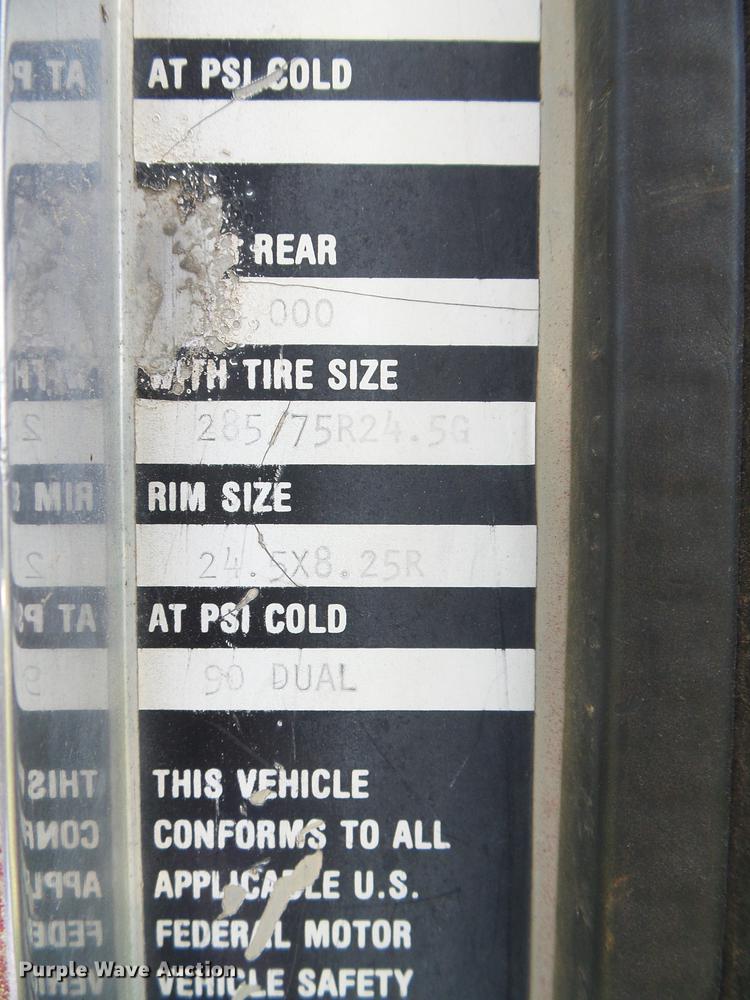 AT PSI COLD
REAR
,000
WITH TIRE SIZE
285/75R24.5G
RIM SIZE
24.5X8.25R
AT PSI COLD
90 DUAL
THIS VEHICLE
CONFORMS TO ALL
APPLICABLE U.S.
FEDERAL MOTOR
VEHICLE SAFETY
Purple Wave Auction